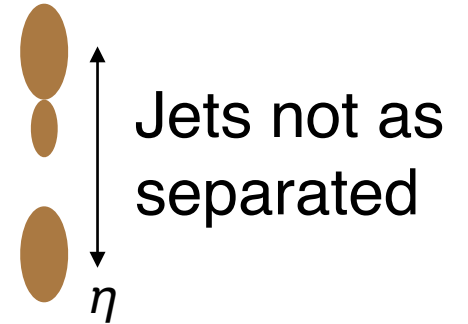 Jets not as
separated
η